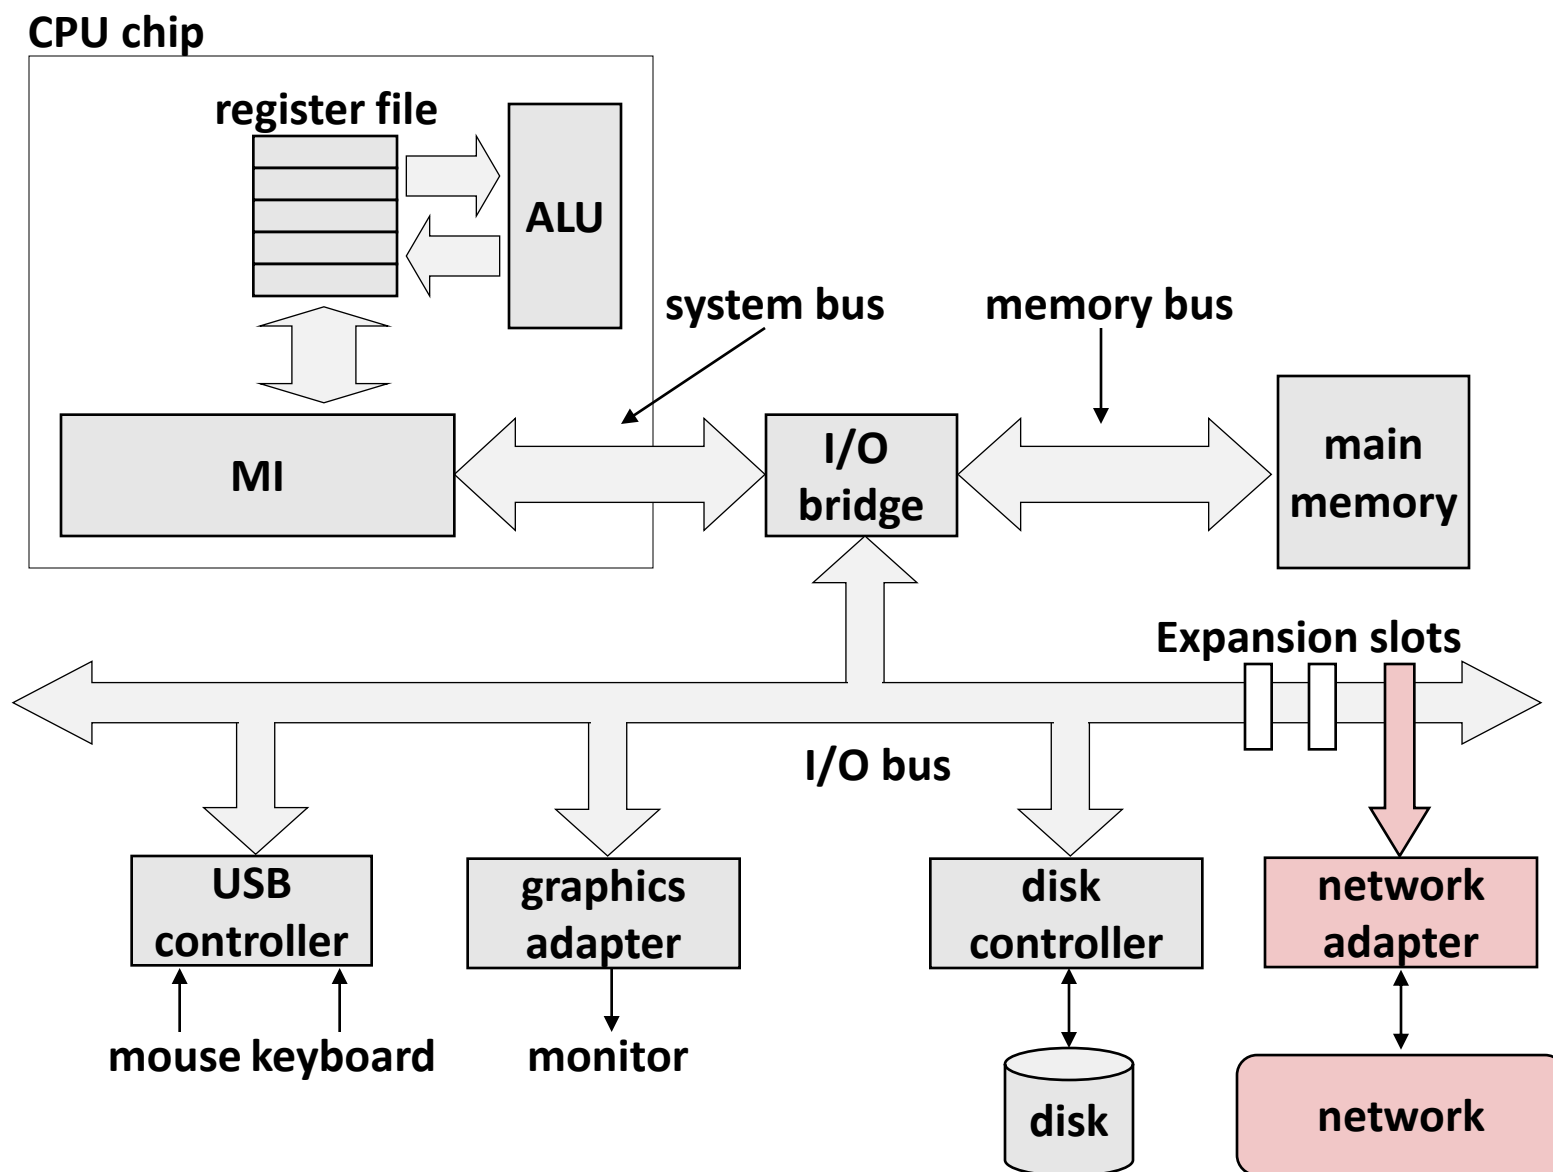 CPU chip
register file
ALU
system bus
memory bus
MI
I/O
bridge
main
memory
Expansion slots
I/O bus
USB
controller
graphics
adapter
disk
controller
network
adapter
mouse keyboard
monitor
disk
network